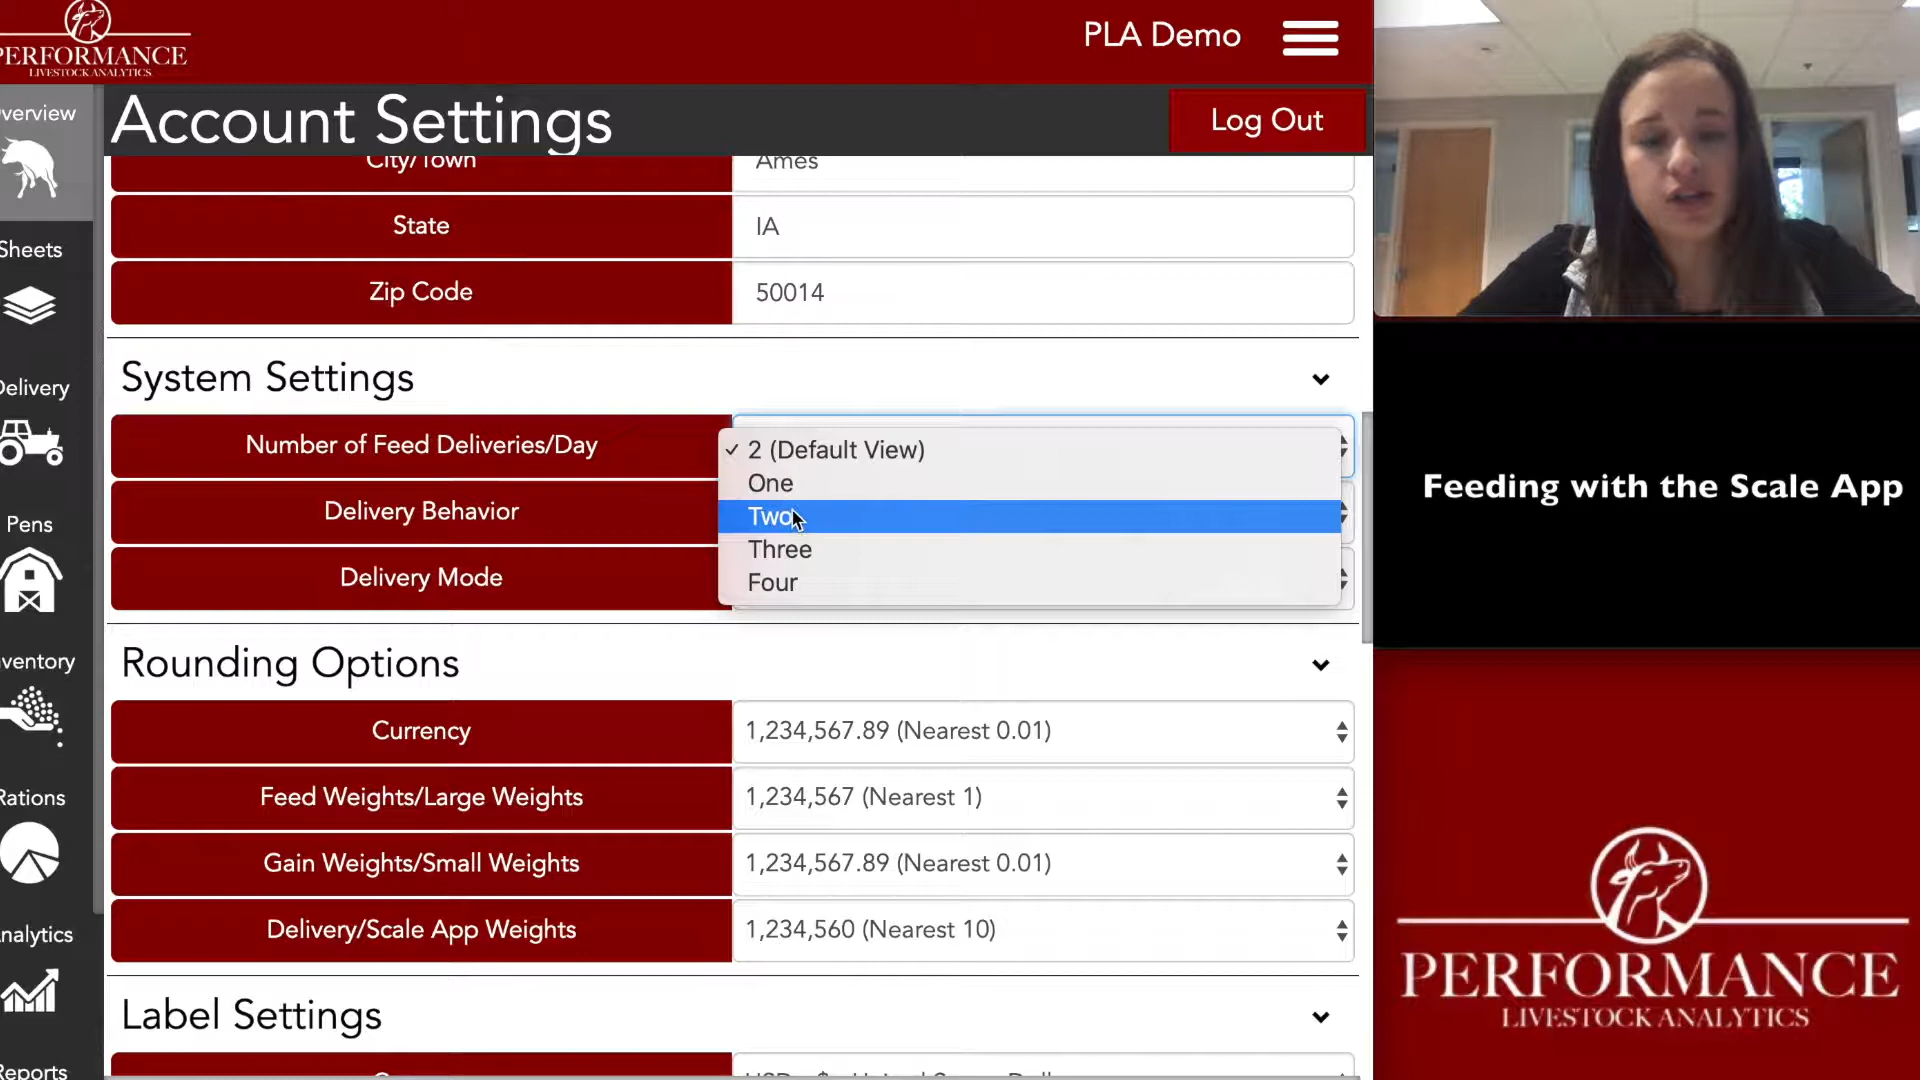 PERFORMANCE
LIVESTOCK ANALYTICS
PLA Demo
Account Settings
Log Out
verview
Sheets
Delivery
Pens
nventory
Rations
nalytics
Reports
City/Town
Ames
State
IA
Zip Code
50014
System Settings
Number of Feed Deliveries/Day
✓ 2 (Default View)
One
Two
Three
Four
Delivery Behavior
Delivery Mode
Rounding Options
Currency
1,234,567.89 (Nearest 0.01)
Feed Weights/Large Weights
1,234,567 (Nearest 1)
Gain Weights/Small Weights
1,234,567.89 (Nearest 0.01)
Delivery/Scale App Weights
1,234,560 (Nearest 10)
Label Settings
Feeding with the Scale App
PERFORMANCE
LIVESTOCK ANALYTICS